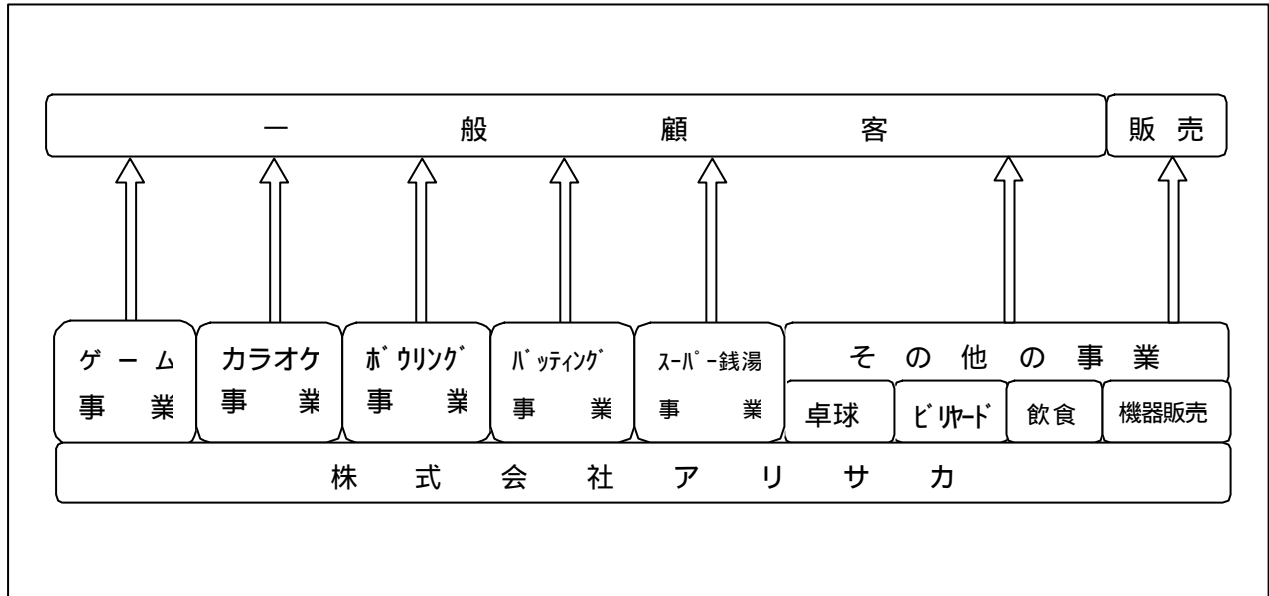 一般顧客
販売
ゲーム
事業
カラオケ
事業
ボウリング
事業
バッティング
事業
スーパー銭湯
事業
その他の事業
卓球
ビリヤード
飲食
機器販売
株式会社アリサカ